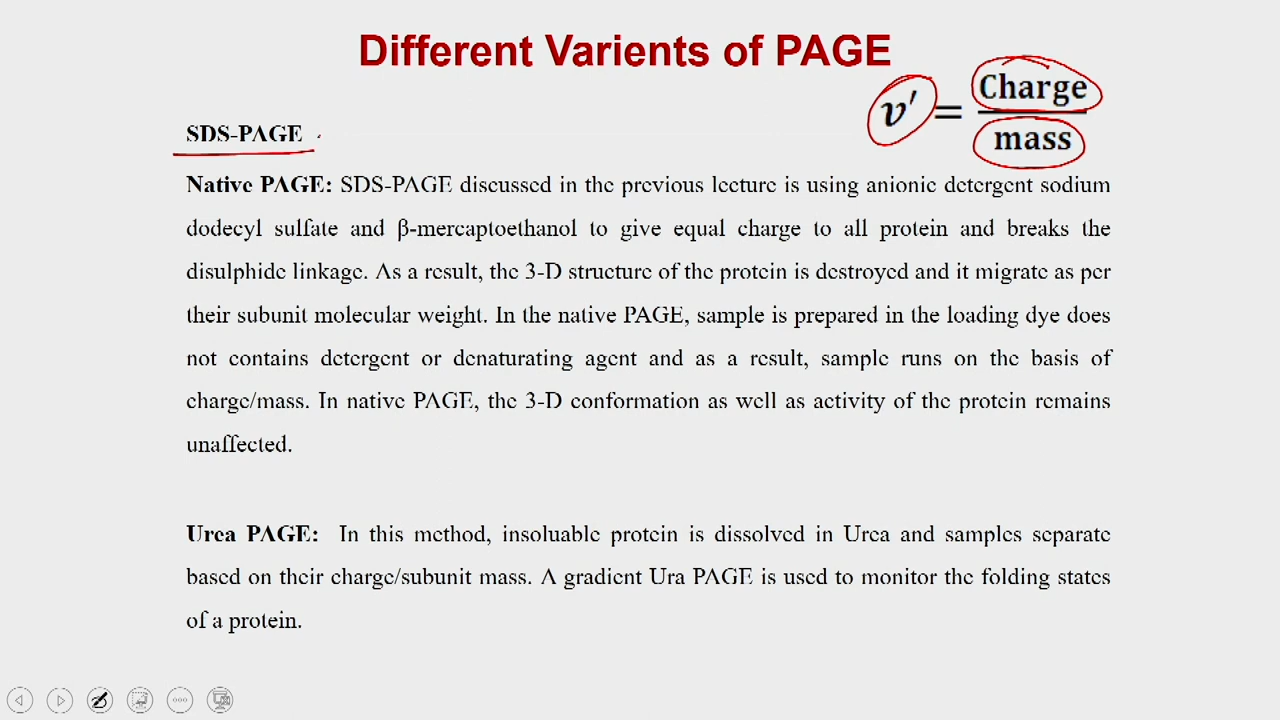 Different Varients of PAGE
v′ = Charge
mass
SDS-PAGE
Native PAGE: SDS-PAGE discussed in the previous lecture is using anionic detergent sodium
dodecyl sulfate and β-mercaptoethanol to give equal charge to all protein and breaks the
disulphide linkage. As a result, the 3-D structure of the protein is destroyed and it migrate as per
their subunit molecular weight. In the native PAGE, sample is prepared in the loading dye does
not contains detergent or denaturating agent and as a result, sample runs on the basis of
charge/mass. In native PAGE, the 3-D conformation as well as activity of the protein remains
unaffected.
Urea PAGE: In this method, insoluable protein is dissolved in Urea and samples separate
based on their charge/subunit mass. A gradient Ura PAGE is used to monitor the folding states
of a protein.